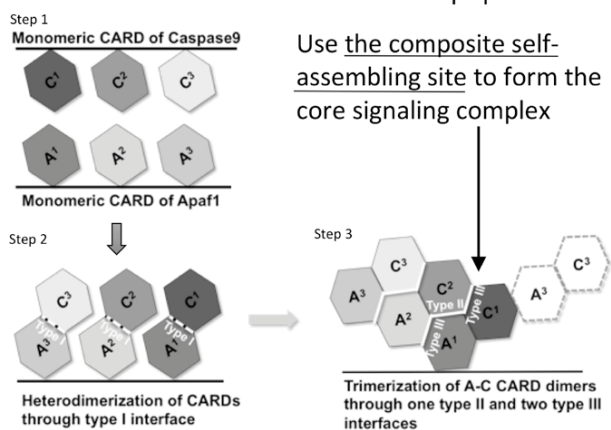 Step 1
Monomeric CARD of Caspase9
C¹ C² C³
A¹ A² A³
Monomeric CARD of Apaf1
Use the composite self-
assembling site to form the
core signaling complex
Step 2
C³ C² C¹
Type I Type I Type I
A³ A² A¹
Heterodimerization of CARDs
through type I interface
Step 3
C³ C³
A³ C² Type III A³
Type II C¹
A² Type III A¹
Trimerization of A-C CARD dimers
through one type II and two type III
interfaces